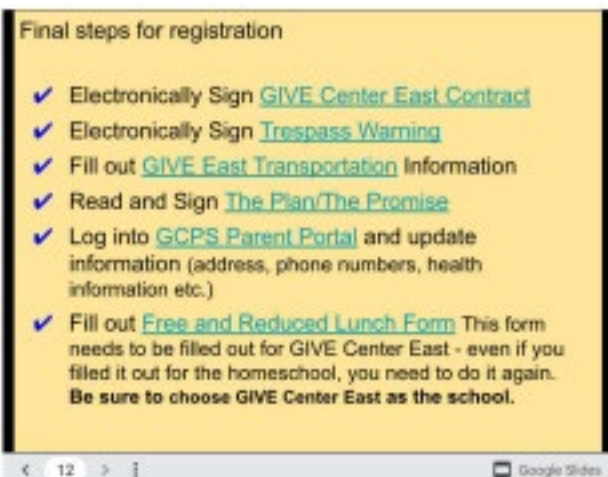 Final steps for registration
✔ Electronically Sign GIVE Center East Contract
✔ Electronically Sign Trespass Warning
✔ Fill out GIVE East Transportation Information
✔ Read and Sign The Plan/The Promise
✔ Log into GCPS Parent Portal and update
information (address, phone numbers, health
information etc.)
✔ Fill out Free and Reduced Lunch Form This form
needs to be filled out for GIVE Center East - even if you
filled it out for the homeschool, you need to do it again.
Be sure to choose GIVE Center East as the school.
12
Google Slides